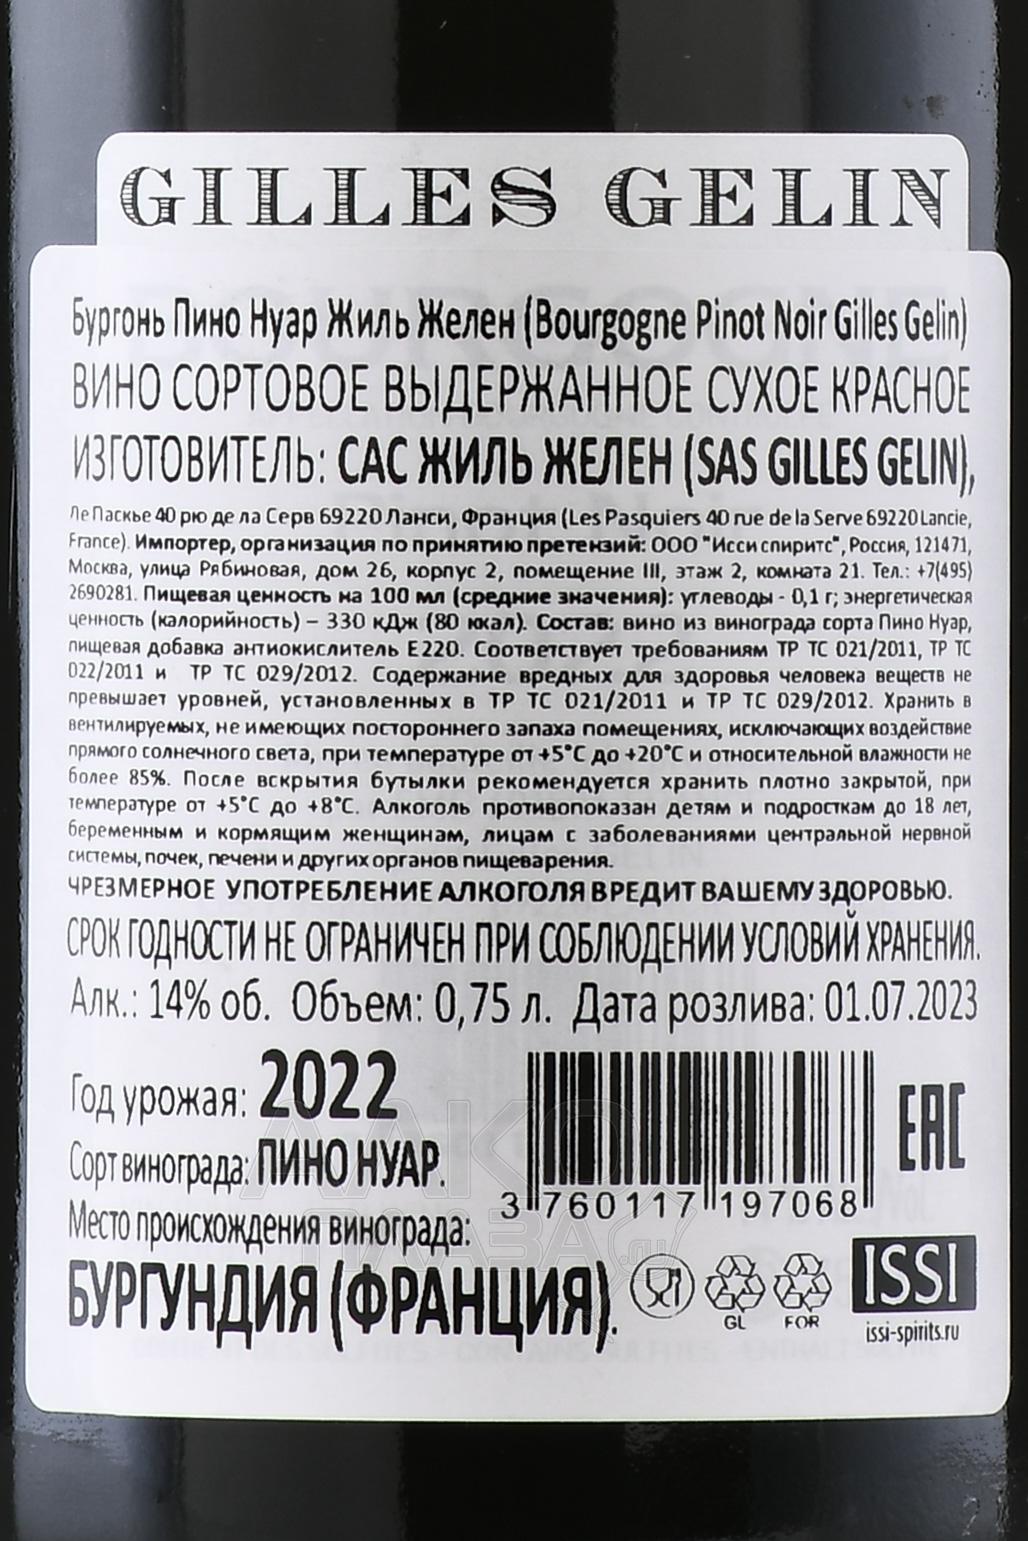 GILLES GELIN
Бургонь Пино Нуар Жиль Желен (Bourgogne Pinot Noir Gilles Gelin)
ВИНО СОРТОВОЕ ВЫДЕРЖАННОЕ СУХОЕ КРАСНОЕ
ИЗГОТОВИТЕЛЬ: САС ЖИЛЬ ЖЕЛЕН (SAS GILLES GELIN),
Ле Паскье 40 рю де ла Серв 69220 Ланси, Франция (Les Pasquiers 40 rue de la Serve 69220 Lancie,
France). Импортер, организация по принятию претензий: ООО "Исси спиритс", Россия, 121471,
Москва, улица Рябиновая, дом 26, корпус 2, помещение III, этаж 2, комната 21. Тел.: +7(495)
2690281. Пищевая ценность на 100 мл (средние значения): углеводы - 0,1 г; энергетическая
ценность (калорийность) – 330 кДж (80 ккал). Состав: вино из винограда сорта Пино Нуар,
пищевая добавка антиокислитель Е220. Соответствует требованиям ТР ТС 021/2011, ТР ТС
022/2011 и ТР ТС 029/2012. Содержание вредных для здоровья человека веществ не
превышает уровней, установленных в ТР ТС 021/2011 и ТР ТС 029/2012. Хранить в
вентилируемых, не имеющих постороннего запаха помещениях, исключающих воздействие
прямого солнечного света, при температуре от +5°С до +20°С и относительной влажности не
более 85%. После вскрытия бутылки рекомендуется хранить плотно закрытой, при
температуре от +5°С до +8°С. Алкоголь противопоказан детям и подросткам до 18 лет,
беременным и кормящим женщинам, лицам с заболеваниями центральной нервной
системы, почек, печени и других органов пищеварения.
ЧРЕЗМЕРНОЕ УПОТРЕБЛЕНИЕ АЛКОГОЛЯ ВРЕДИТ ВАШЕМУ ЗДОРОВЬЮ.
СРОК ГОДНОСТИ НЕ ОГРАНИЧЕН ПРИ СОБЛЮДЕНИИ УСЛОВИЙ ХРАНЕНИЯ.
Алк.: 14% об. Объем: 0,75 л. Дата розлива: 01.07.2023
Год урожая: 2022
Сорт винограда: ПИНО НУАР.
Место происхождения винограда:
БУРГУНДИЯ (ФРАНЦИЯ).
3 760117 197068
EAC
GL FOR
ISSI
issi-spirits.ru
АЛКО
ПЛАЗА.ru